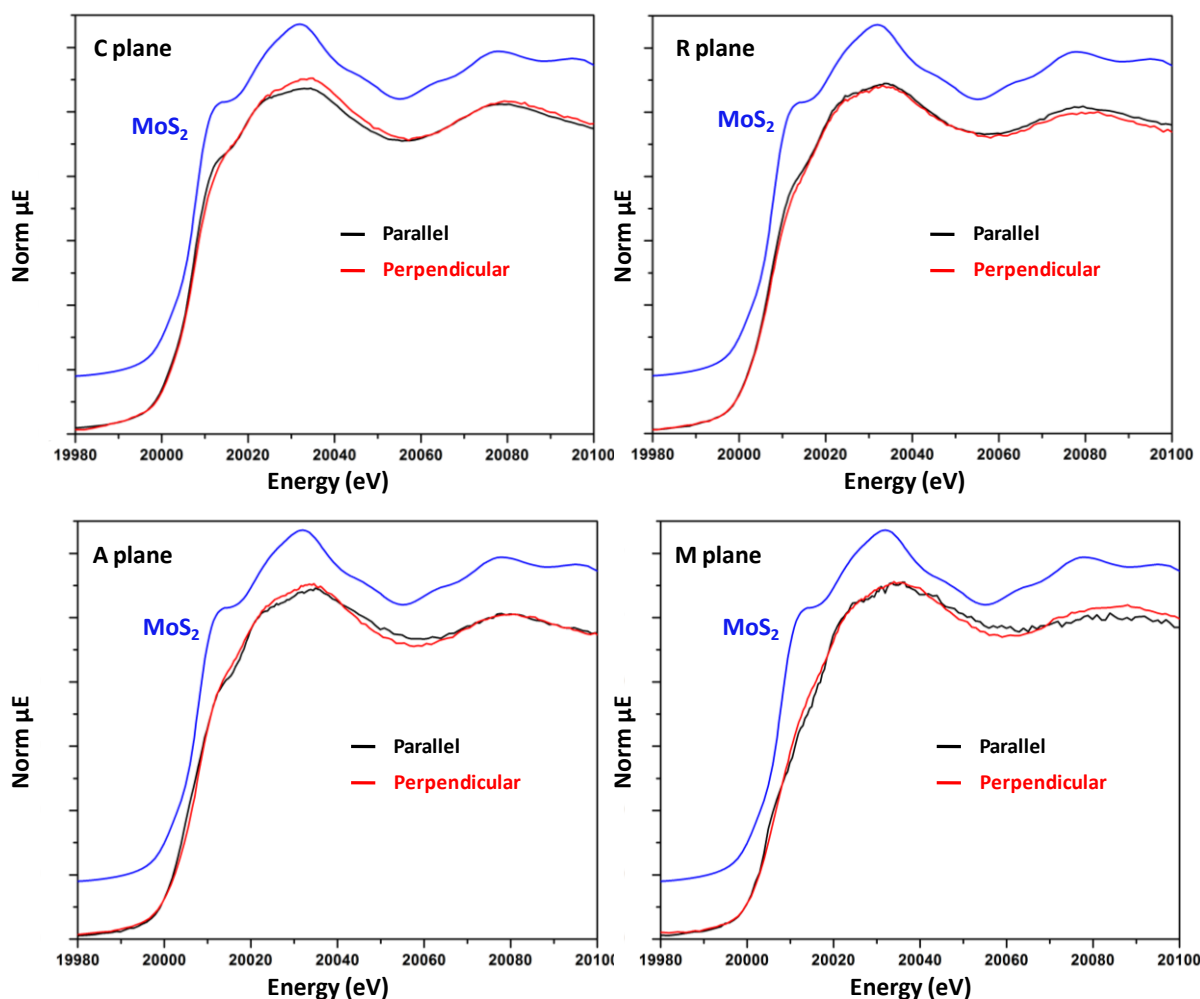 C plane
MoS₂
Parallel
Perpendicular
Norm µE
19980 20000 20020 20040 20060 20080 20100
Energy (eV)
R plane
MoS₂
Parallel
Perpendicular
Norm µE
19980 20000 20020 20040 20060 20080 20100
Energy (eV)
A plane
MoS₂
Parallel
Perpendicular
Norm µE
19980 20000 20020 20040 20060 20080 20100
Energy (eV)
M plane
MoS₂
Parallel
Perpendicular
Norm µE
19980 20000 20020 20040 20060 20080 20100
Energy (eV)